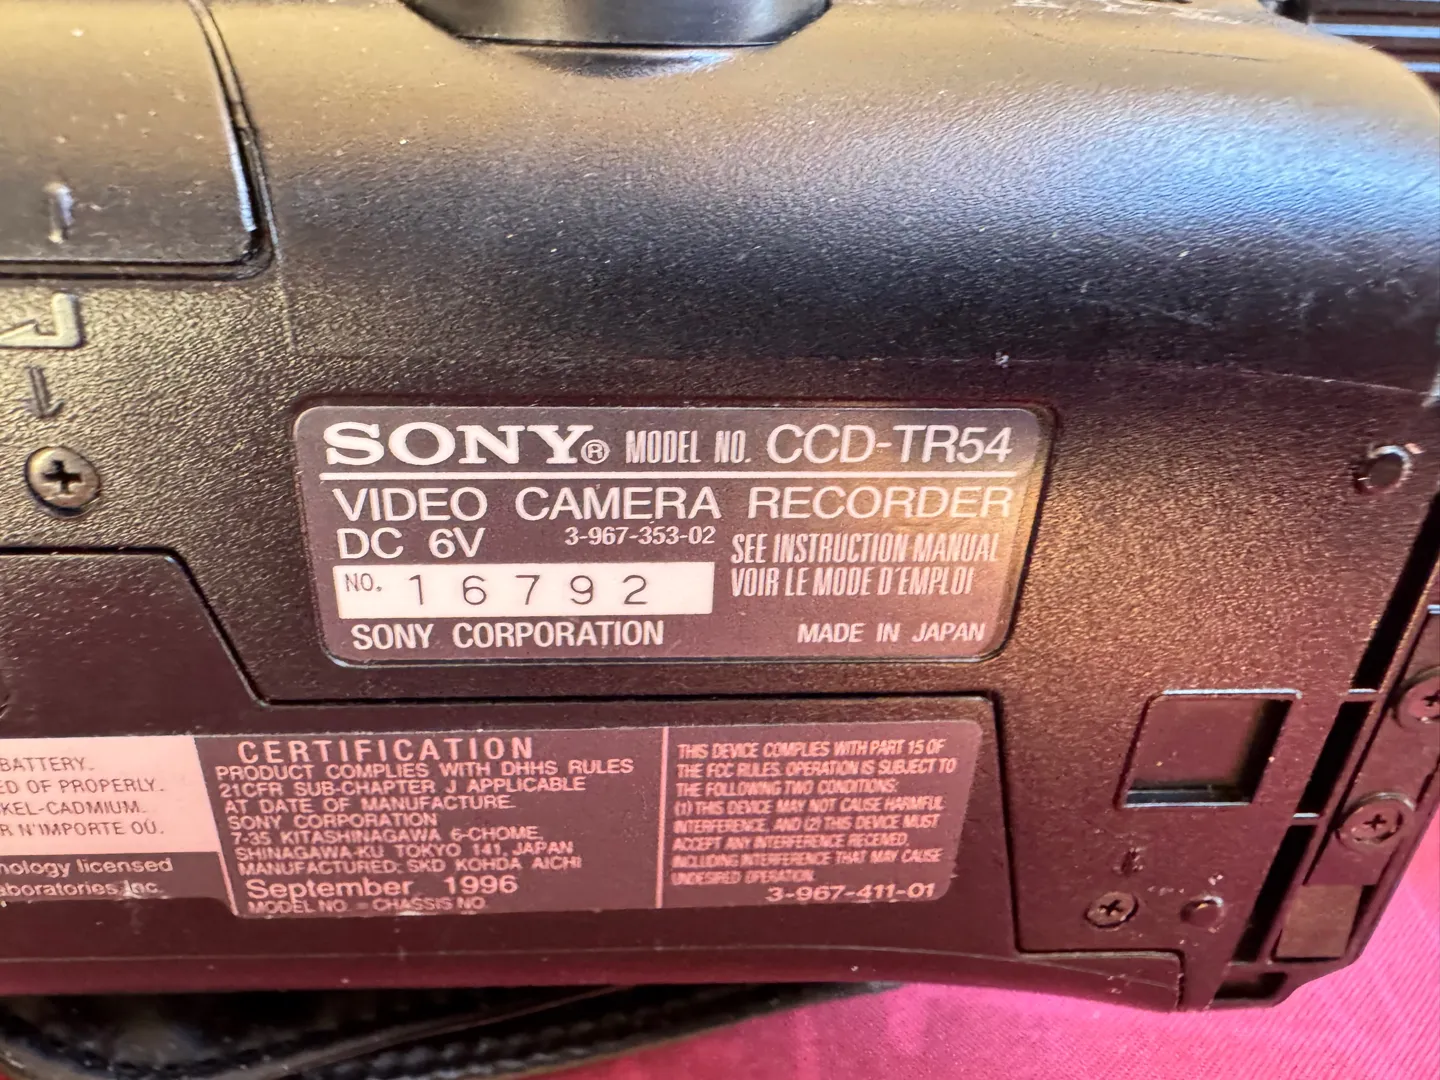 SONY® MODEL NO. CCD-TR54
VIDEO CAMERA RECORDER
DC 6V 3-967-353-02
SEE INSTRUCTION MANUAL
VOIR LE MODE D'EMPLOI
NO. 16792
SONY CORPORATION MADE IN JAPAN
BATTERY.
ED OF PROPERLY.
KEL-CADMIUM.
R N'IMPORTE OÙ.
nology licensed
aboratories Inc.
CERTIFICATION
PRODUCT COMPLIES WITH DHHS RULES
21CFR SUB-CHAPTER J APPLICABLE
AT DATE OF MANUFACTURE.
SONY CORPORATION
7-35 KITASHINAGAWA 6-CHOME,
SHINAGAWA-KU TOKYO 141, JAPAN
MANUFACTURED: SKD KOHDA AICHI
September 1996
MODEL NO. = CHASSIS NO.
THIS DEVICE COMPLIES WITH PART 15 OF
THE FCC RULES. OPERATION IS SUBJECT TO
THE FOLLOWING TWO CONDITIONS:
(1) THIS DEVICE MAY NOT CAUSE HARMFUL
INTERFERENCE, AND (2) THIS DEVICE MUST
ACCEPT ANY INTERFERENCE RECEIVED,
INCLUDING INTERFERENCE THAT MAY CAUSE
UNDESIRED OPERATION.
3-967-411-01